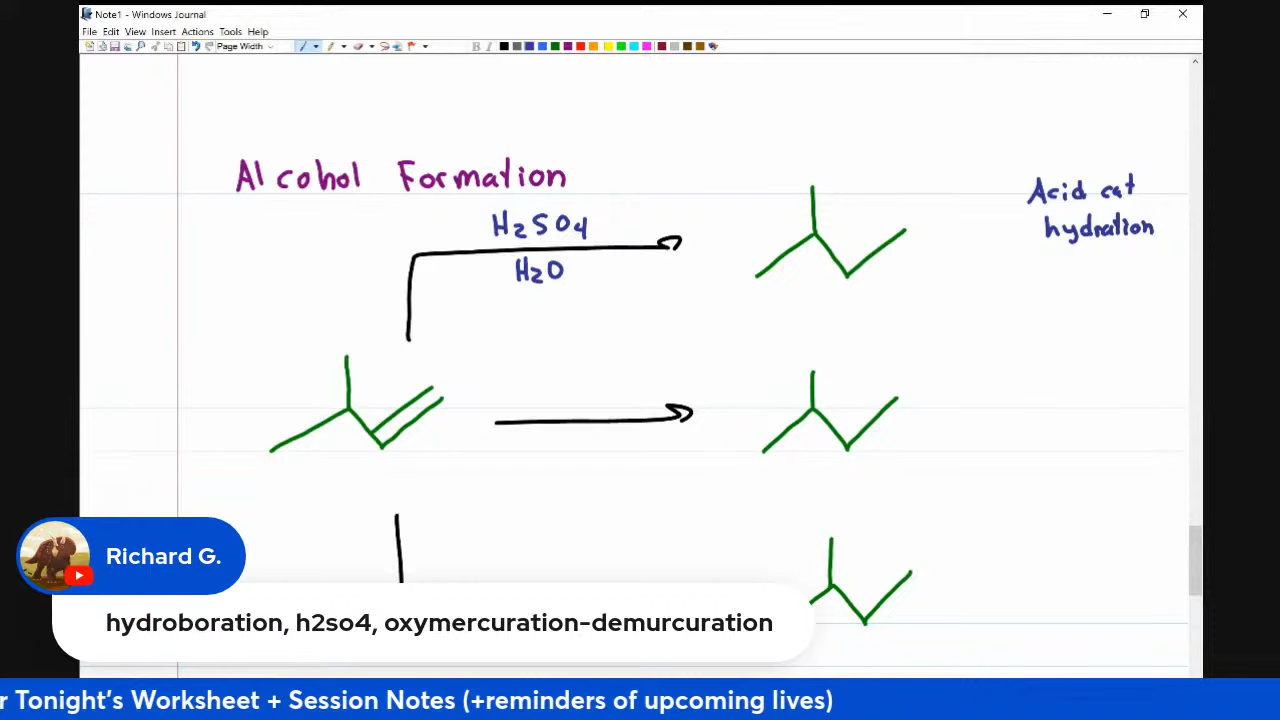 Note1 - Windows Journal
File Edit View Insert Actions Tools Help
Page Width
B I
Alcohol Formation
H2SO4
H2O
Acid cat
hydration
Richard G.
hydroboration, h2so4, oxymercuration-demurcuration
r Tonight's Worksheet + Session Notes (+reminders of upcoming lives)